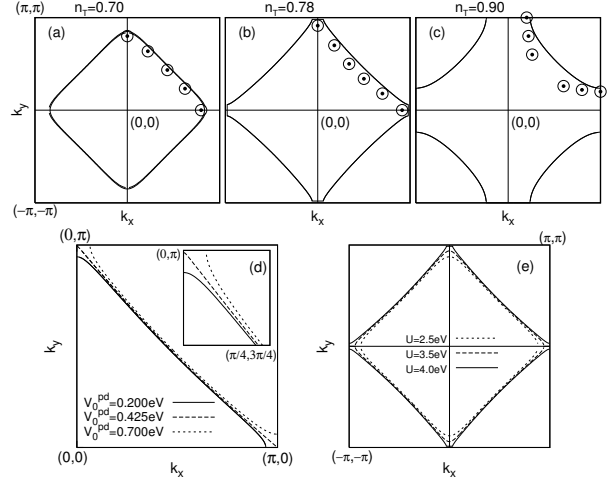 (π,π) n_T=0.70 n_T=0.78 n_T=0.90
(a) (b) (c)
k_y
(0,0) (0,0) (0,0)
(−π,−π)
k_x k_x k_x
(0,π) (π,π)
(d) (e)
(0,π)
(π/4,3π/4)
k_y k_y
U=2.5eV
U=3.5eV
U=4.0eV
V_0^pd=0.200eV
V_0^pd=0.425eV
V_0^pd=0.700eV
(0,0) (π,0) (−π,−π)
k_x k_x